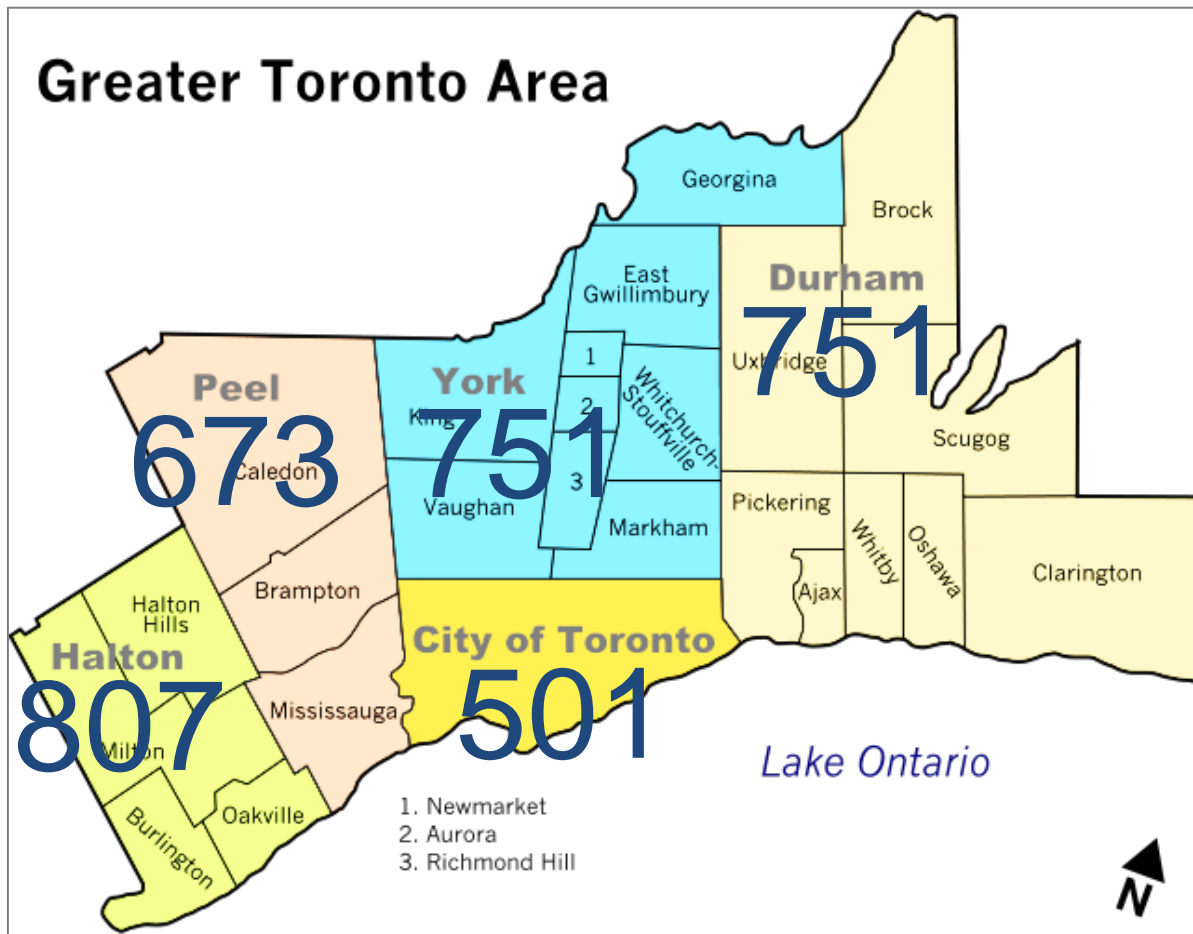 Greater Toronto Area
Georgina
Brock
East
Gwillimbury
Durham
751
Uxbridge
1
Peel
673
Caledon
York
751
King
2
Whitchurch-
Stouffville
Scugog
3
Vaughan
Markham
Pickering
Whitby
Oshawa
Clarington
Ajax
Brampton
Halton
Hills
Halton
807
City of Toronto
501
Mississauga
Milton
Lake Ontario
Oakville
Burlington
1. Newmarket
2. Aurora
3. Richmond Hill
N